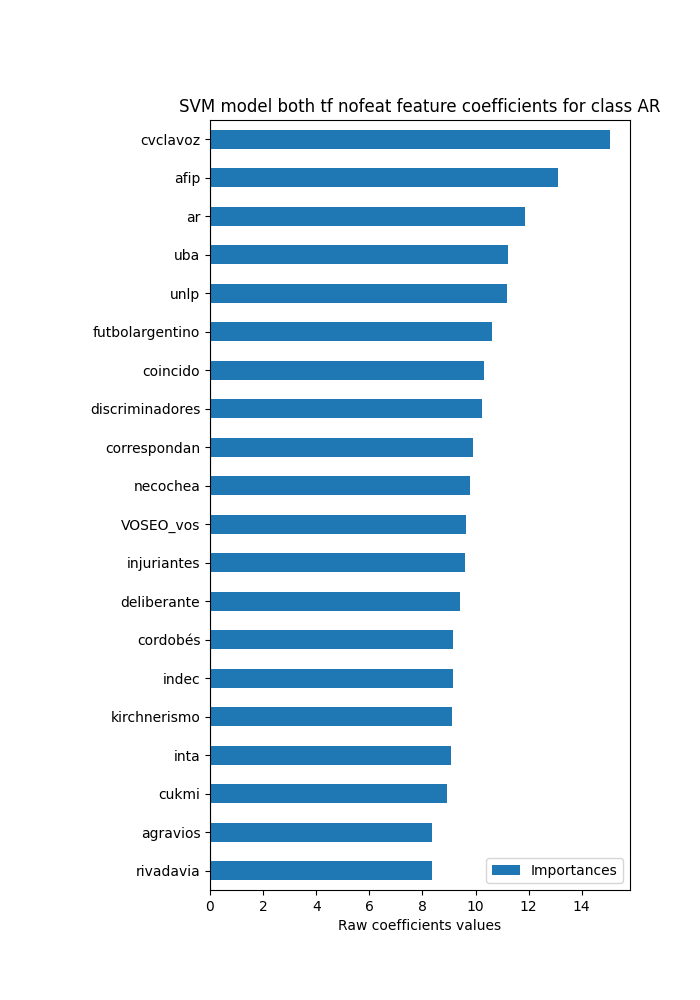 SVM model both tf nofeat feature coefficients for class AR
cvclavoz
afip
ar
uba
unlp
futbolargentino
coincido
discriminadores
correspondan
necochea
VOSEO_vos
injuriantes
deliberante
cordobés
indec
kirchnerismo
inta
cukmi
agravios
rivadavia
Importances
0 2 4 6 8 10 12 14
Raw coefficients values